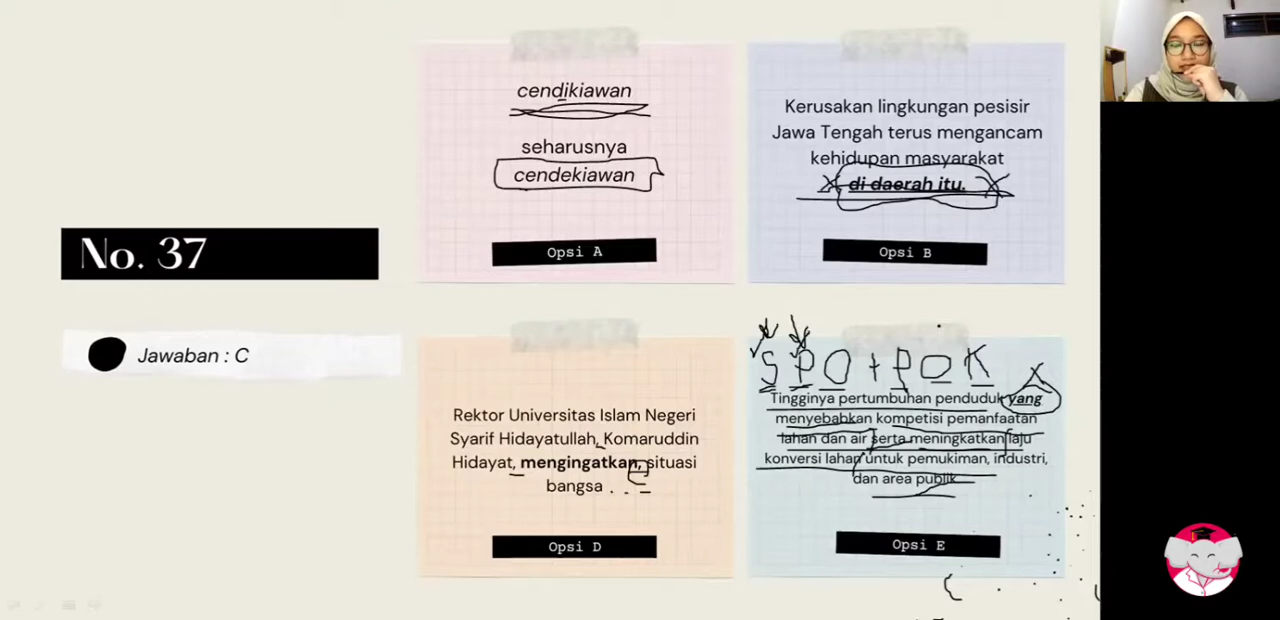 No. 37
Jawaban : C
cendikiawan
seharusnya
cendekiawan
Opsi A
Kerusakan lingkungan pesisir
Jawa Tengah terus mengancam
kehidupan masyarakat
di daerah itu.
Opsi B
Rektor Universitas Islam Negeri
Syarif Hidayatullah, Komaruddin
Hidayat, mengingatkan, situasi
bangsa . . .
Opsi D
S P O + P O K
Tingginya pertumbuhan penduduk yang
menyebabkan kompetisi pemanfaatan
lahan dan air serta meningkatkan laju
konversi lahan untuk pemukiman, industri,
dan area publik.
Opsi E